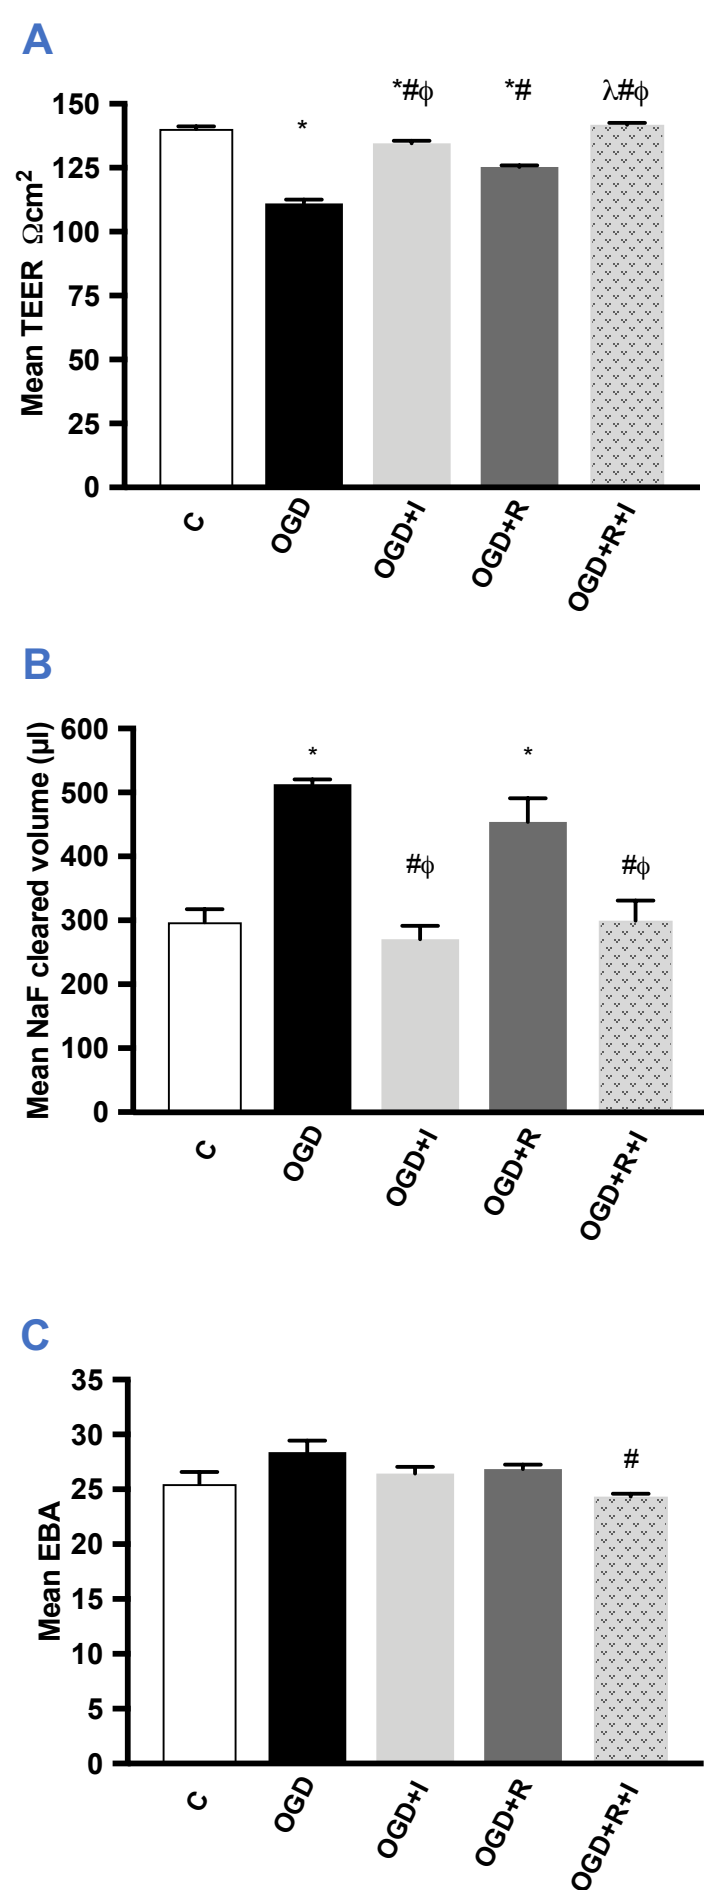 A
Mean TEER Ωcm2
150
125
100
75
50
25
0
*
*#ϕ
*#
λ#ϕ
C
OGD
OGD+I
OGD+R
OGD+R+I
B
Mean NaF cleared volume (µl)
600
500
400
300
200
100
0
*
#ϕ
*
#ϕ
C
OGD
OGD+I
OGD+R
OGD+R+I
C
Mean EBA
35
30
25
20
15
10
5
0
#
C
OGD
OGD+I
OGD+R
OGD+R+I